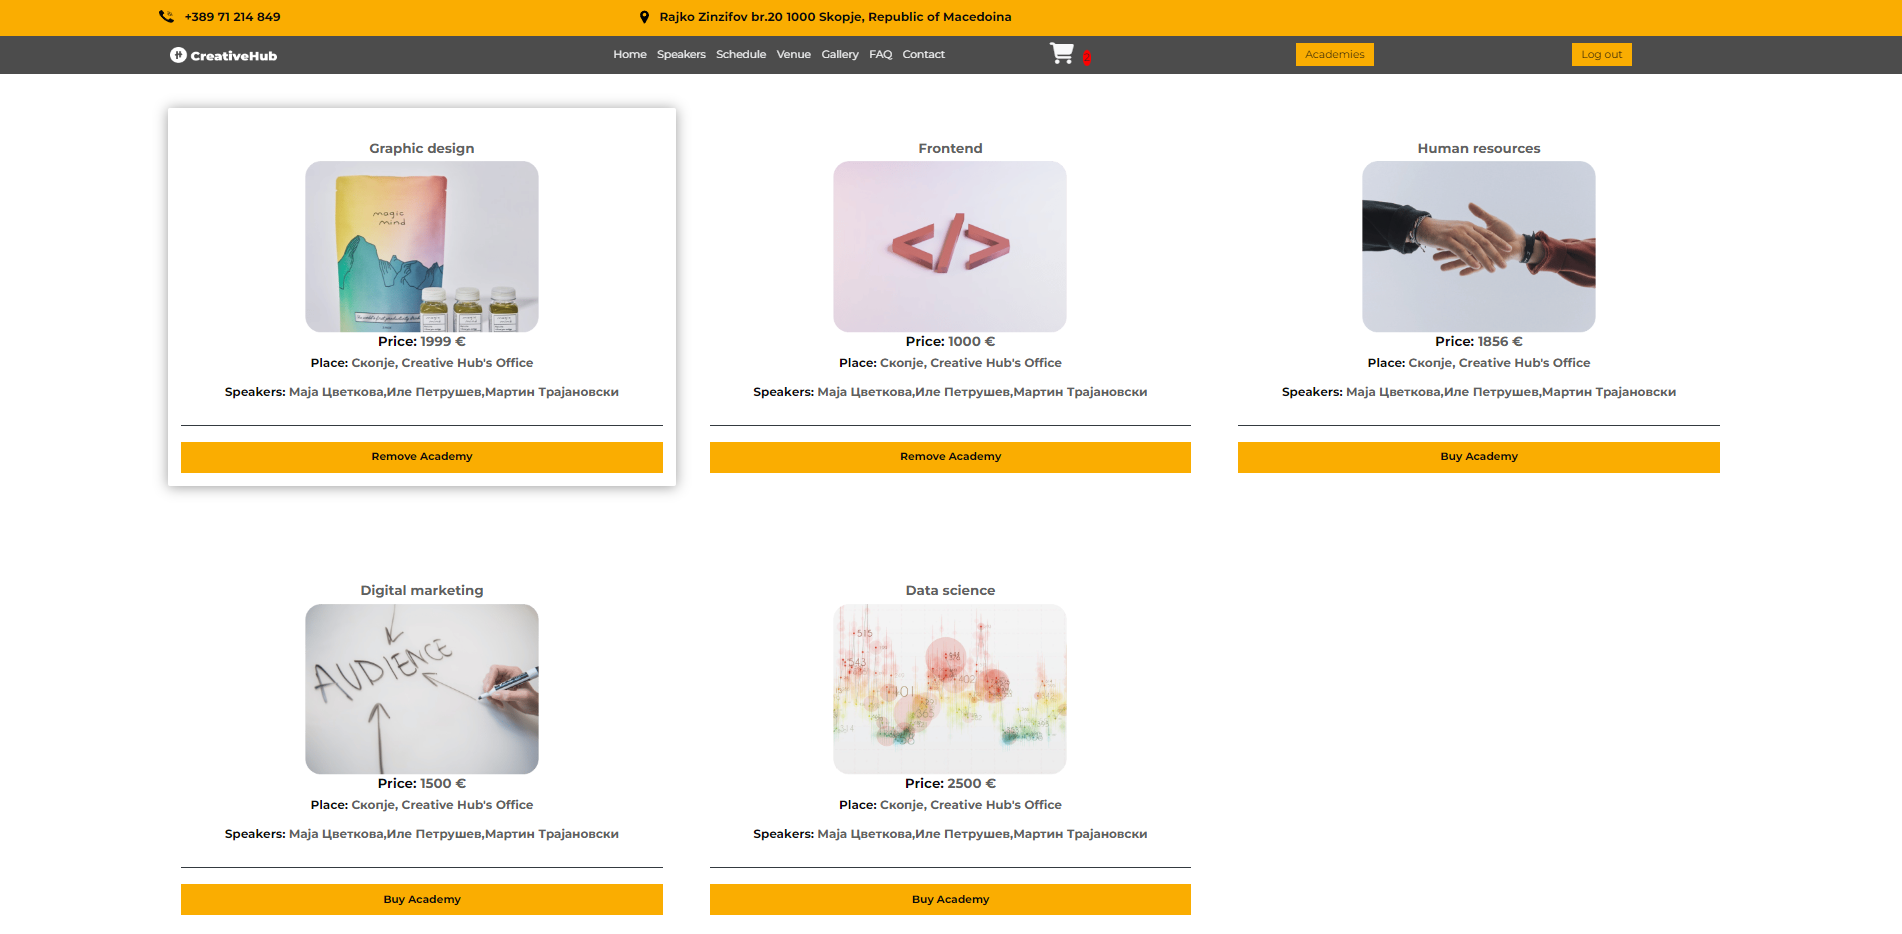 +389 71 214 849
Rajko Zinzifov br.20 1000 Skopje, Republic of Macedoina
CreativeHub
Home Speakers Schedule Venue Gallery FAQ Contact
2
Academies
Log out
Graphic design
magic
mind
Price: 1999 €
Place: Скопје, Creative Hub's Office
Speakers: Маја Цветкова,Иле Петрушев,Мартин Трајановски
Remove Academy
Frontend
</>
Price: 1000 €
Place: Скопје, Creative Hub's Office
Speakers: Маја Цветкова,Иле Петрушев,Мартин Трајановски
Remove Academy
Human resources
Price: 1856 €
Place: Скопје, Creative Hub's Office
Speakers: Маја Цветкова,Иле Петрушев,Мартин Трајановски
Buy Academy
Digital marketing
AUDIENCE
Price: 1500 €
Place: Скопје, Creative Hub's Office
Speakers: Маја Цветкова,Иле Петрушев,Мартин Трајановски
Buy Academy
Data science
515
543
402
101
365
Price: 2500 €
Place: Скопје, Creative Hub's Office
Speakers: Маја Цветкова,Иле Петрушев,Мартин Трајановски
Buy Academy